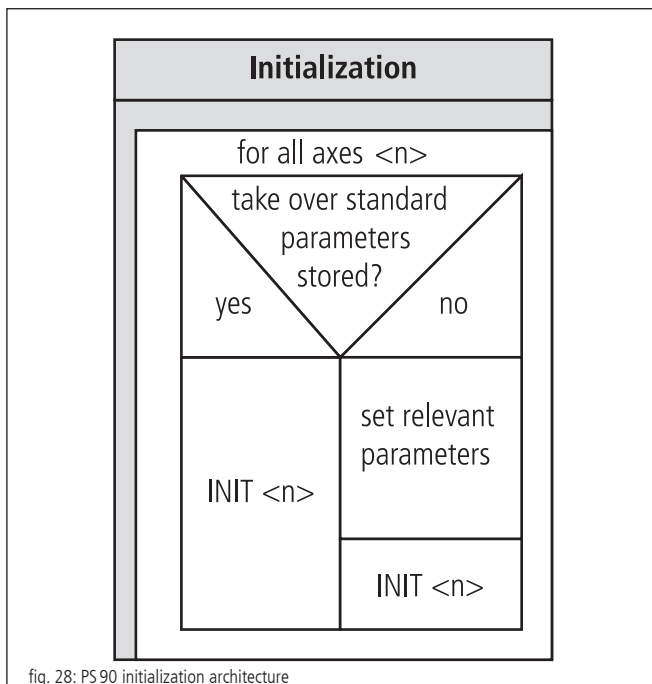 Initialization
for all axes <n>
take over standard
parameters
stored?
yes
no
set relevant
parameters
INIT <n>
INIT <n>
fig. 28: PS 90 initialization architecture